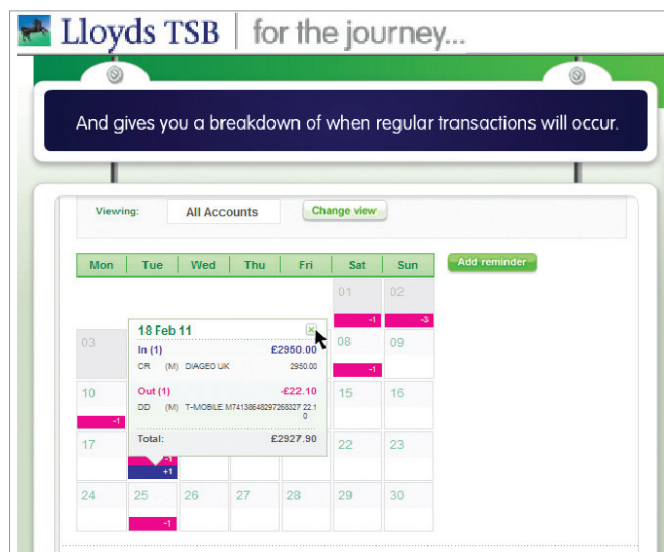 Lloyds TSB for the journey...
And gives you a breakdown of when regular transactions will occur.
Viewing: All Accounts Change view
Mon Tue Wed Thu Fri Sat Sun Add reminder
01 02
-1 -3
18 Feb 11
03 08 09
In (1) £2950.00
CR (M) DIAGEO UK 2950.00
-1
Out (1) -£22.10
10 15 16
DD (M) T-MOBILE M74138648297268327 22.1
0
-1
Total: £2927.90
17 22 23
-1
+1
24 25 26 27 28 29 30
-1